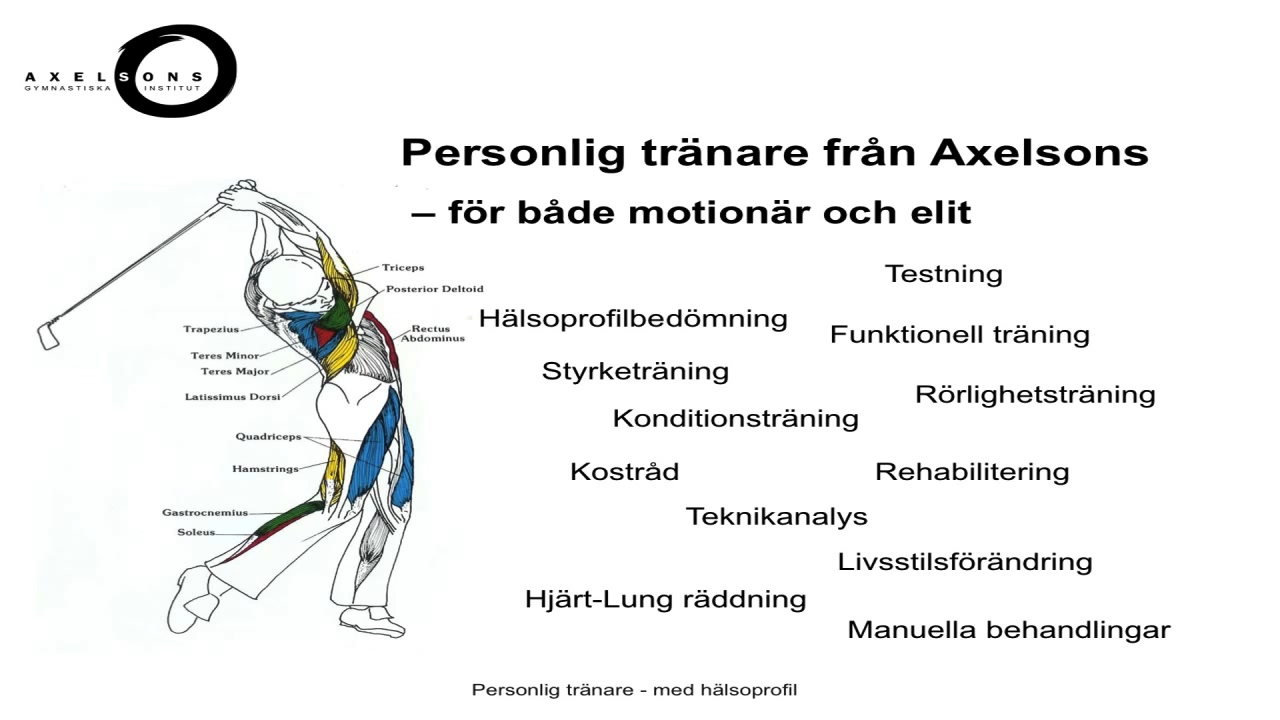 AXELSONS
GYMNASTISKA INSTITUT
Personlig tränare från Axelsons
– för både motionär och elit
Triceps
Posterior Deltoid
Trapezius
Rectus
Abdominus
Teres Minor
Teres Major
Latissimus Dorsi
Quadriceps
Hamstrings
Gastrocnemius
Soleus
Testning
Hälsoprofilbedömning
Funktionell träning
Styrketräning
Rörlighetsträning
Konditionsträning
Kostråd
Rehabilitering
Teknikanalys
Livsstilsförändring
Hjärt-Lung räddning
Manuella behandlingar
Personlig tränare - med hälsoprofil